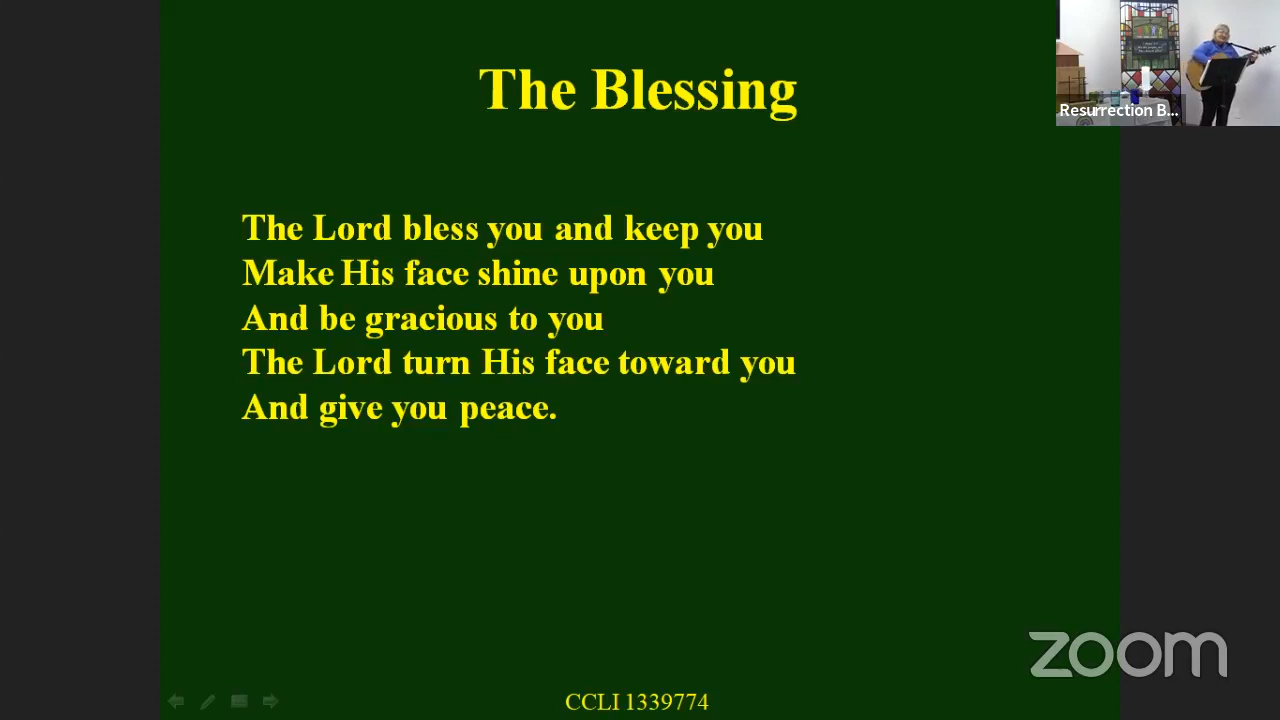 The Blessing
Resurrection B...
The Lord bless you and keep you
Make His face shine upon you
And be gracious to you
The Lord turn His face toward you
And give you peace.
zoom
CCLI 1339774